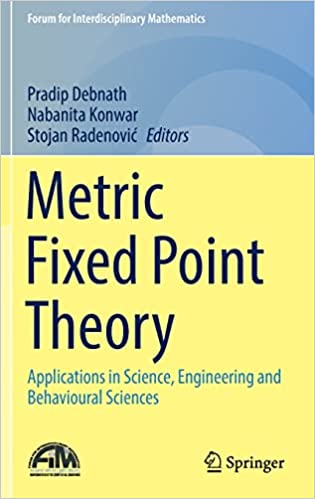 Forum for Interdisciplinary Mathematics
Pradip Debnath
Nabanita Konwar
Stojan Radenović Editors
Metric
Fixed Point
Theory
Applications in Science, Engineering and
Behavioural Sciences
FIM
Springer